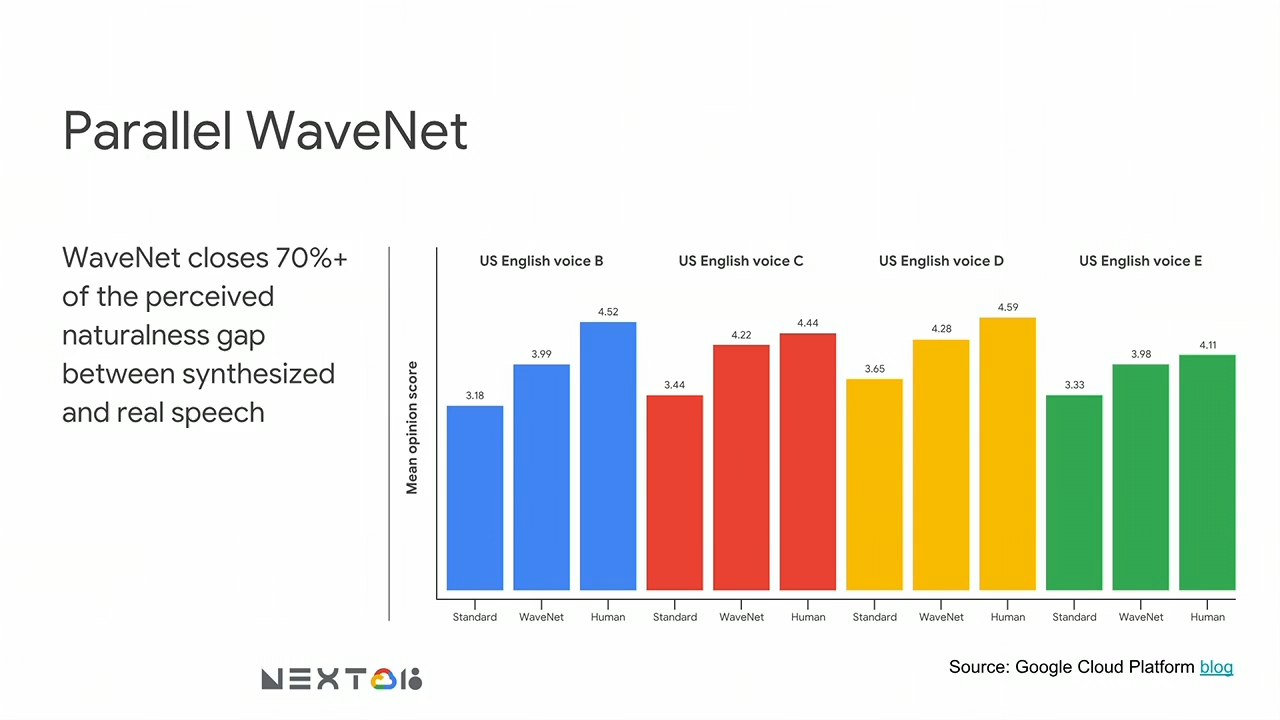 Parallel WaveNet
WaveNet closes 70%+
of the perceived
naturalness gap
between synthesized
and real speech
Mean opinion score
US English voice B
US English voice C
US English voice D
US English voice E
3.18
3.99
4.52
3.44
4.22
4.44
3.65
4.28
4.59
3.33
3.98
4.11
Standard
WaveNet
Human
Standard
WaveNet
Human
Standard
WaveNet
Human
Standard
WaveNet
Human
NEXT 18
Source: Google Cloud Platform blog